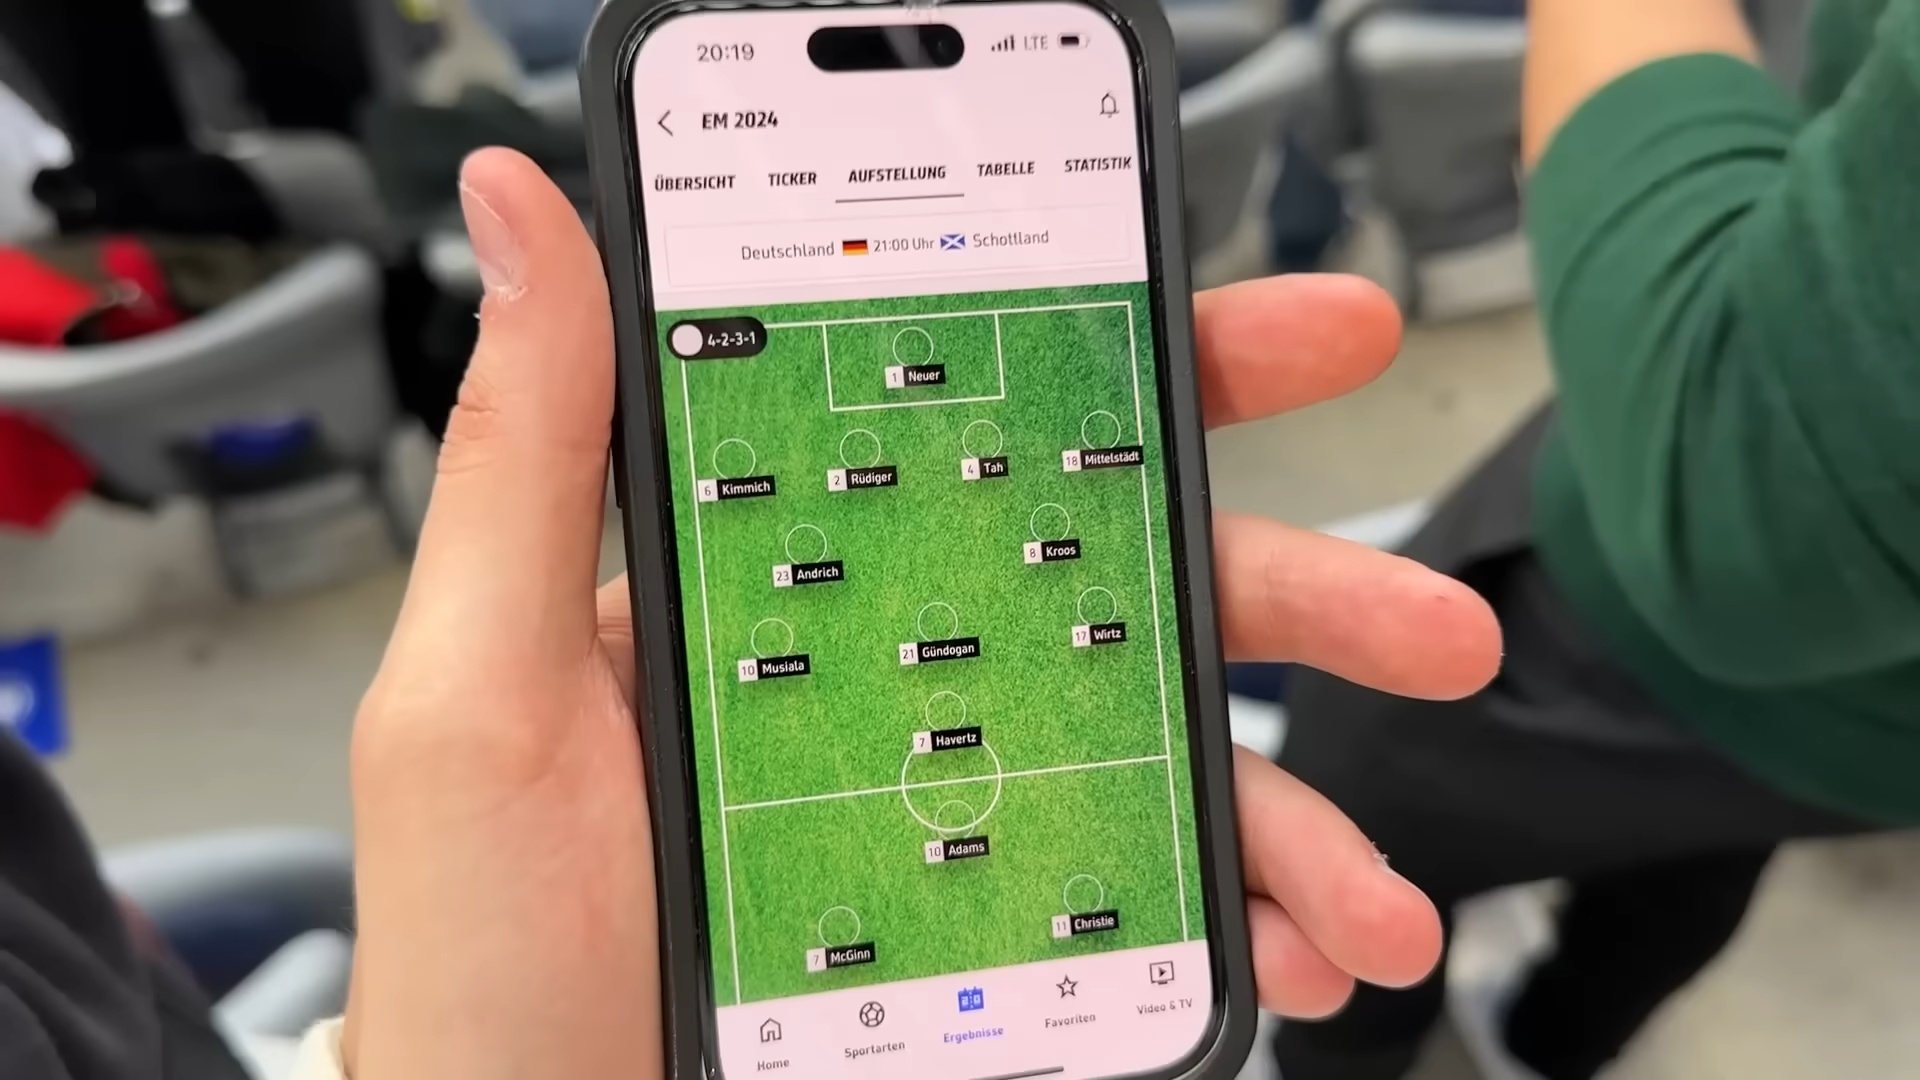 20:19 LTE
EM 2024
ÜBERSICHT TICKER AUFSTELLUNG TABELLE STATISTIK
Deutschland 21:00 Uhr Schottland
4-2-3-1
1 Neuer
6 Kimmich 2 Rüdiger 4 Tah 18 Mittelstädt
23 Andrich 8 Kroos
10 Musiala 21 Gündogan 17 Wirtz
7 Havertz
10 Adams
7 McGinn 11 Christie
Home Sportarten Ergebnisse Favoriten Video & TV